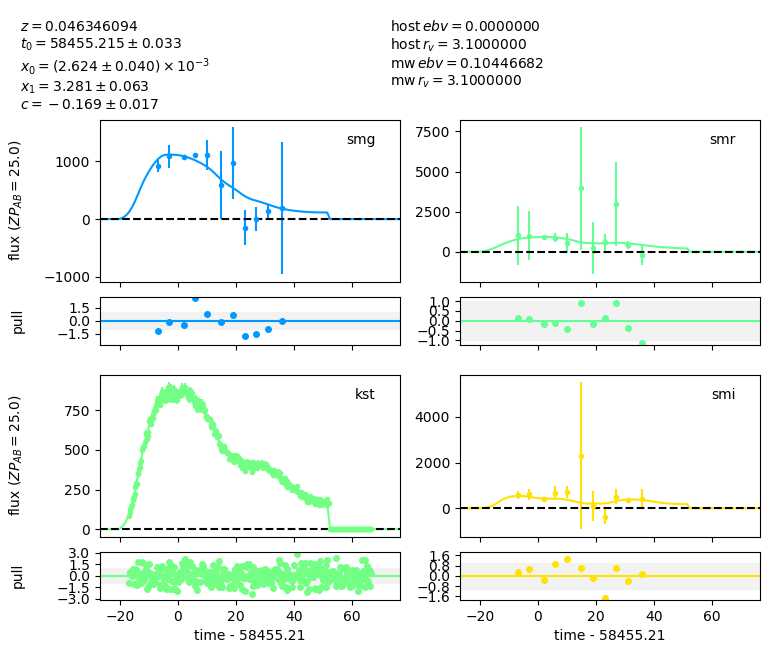 z = 0.046346094
t₀ = 58455.215 ± 0.033
x₀ = (2.624 ± 0.040) × 10⁻³
x₁ = 3.281 ± 0.063
c = −0.169 ± 0.017
host ebv = 0.0000000
host r_v = 3.1000000
mw ebv = 0.10446682
mw r_v = 3.1000000
smg
flux (ZP_AB = 25.0)
1000
0
−1000
smr
7500
5000
2500
0
pull
1.5
0.0
−1.5
1.0
0.5
0.0
−0.5
−1.0
kst
flux (ZP_AB = 25.0)
750
500
250
0
smi
4000
2000
0
pull
3.0
1.5
0.0
−1.5
−3.0
−20 0 20 40 60
time - 58455.21
1.6
0.8
0.0
−0.8
−1.6
−20 0 20 40 60
time - 58455.21